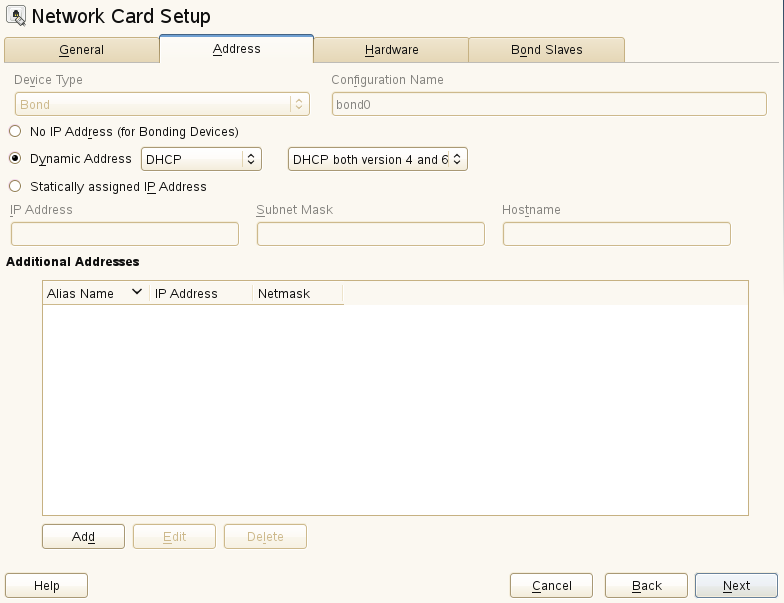 Network Card Setup
General Address Hardware Bond Slaves
Device Type Configuration Name
Bond bond0
No IP Address (for Bonding Devices)
Dynamic Address DHCP DHCP both version 4 and 6
Statically assigned IP Address
IP Address Subnet Mask Hostname
Additional Addresses
Alias Name IP Address Netmask
Add Edit Delete
Help Cancel Back Next